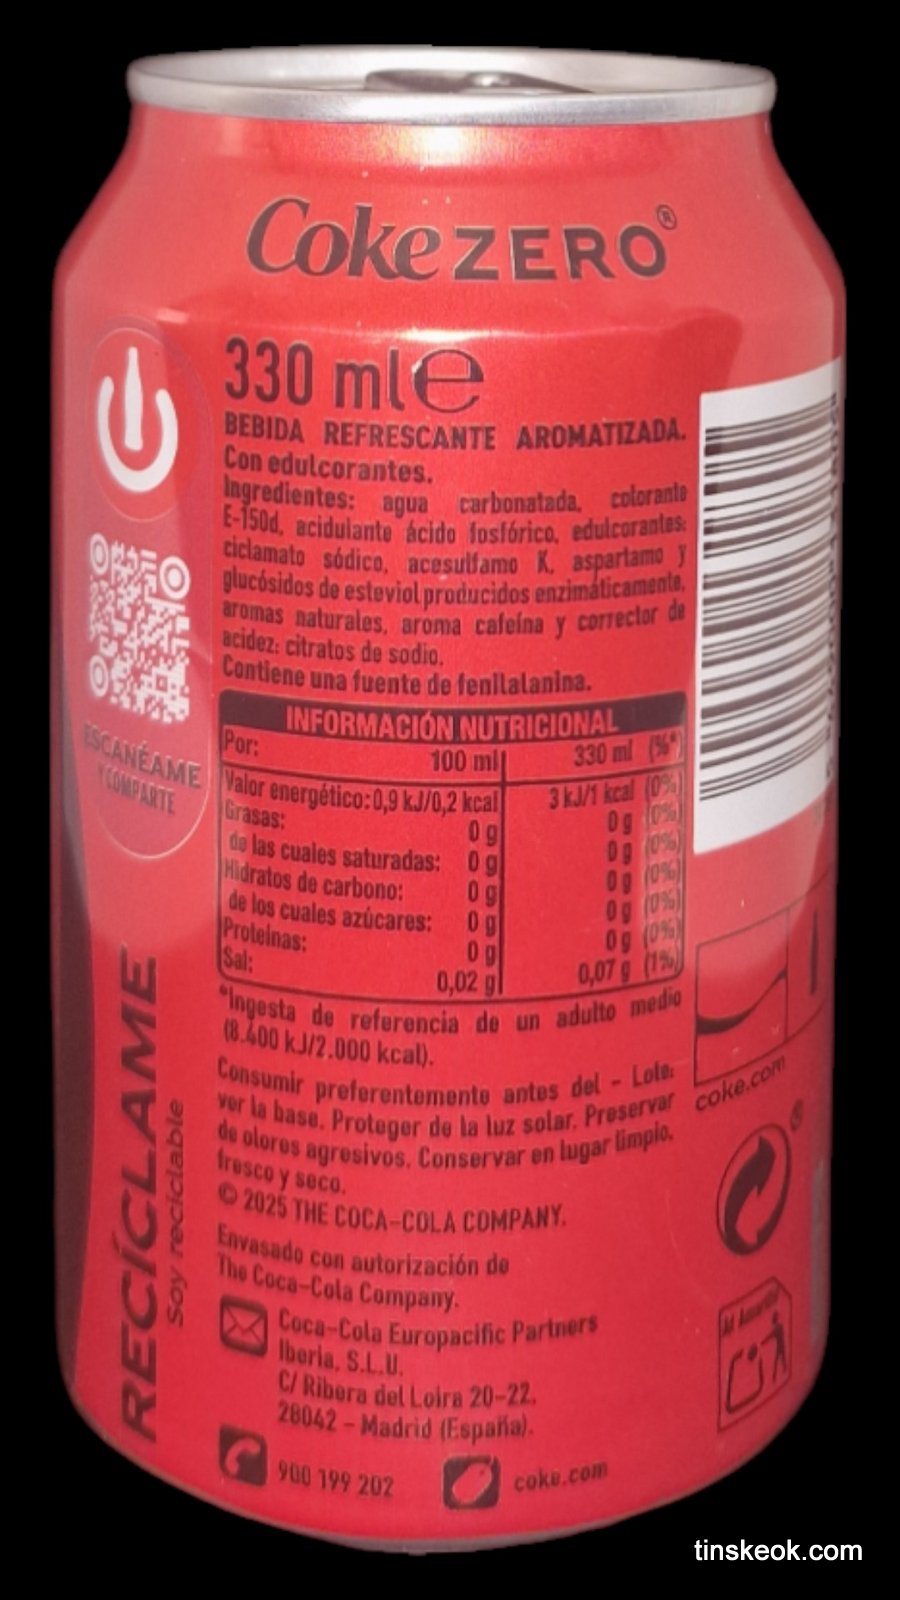 CokeZERO®
330 ml e
BEBIDA REFRESCANTE AROMATIZADA.
Con edulcorantes.
Ingredientes: agua carbonatada, colorante
E-150d, acidulante ácido fosfórico, edulcorantes:
ciclamato sódico, acesulfamo K, aspartamo y
glucósidos de esteviol producidos enzimáticamente,
aromas naturales, aroma cafeína y corrector de
acidez: citratos de sodio.
Contiene una fuente de fenilalanina.
INFORMACIÓN NUTRICIONAL
Por: 100 ml 330 ml (%*)
Valor energético: 0,9 kJ/0,2 kcal 3 kJ/1 kcal (0%)
Grasas: 0 g 0 g (0%)
de las cuales saturadas: 0 g 0 g (0%)
Hidratos de carbono: 0 g 0 g (0%)
de los cuales azúcares: 0 g 0 g (0%)
Proteínas: 0 g 0 g (0%)
Sal: 0,02 g 0,07 g (1%)
*Ingesta de referencia de un adulto medio
(8.400 kJ/2.000 kcal).
Consumir preferentemente antes del - Lote:
ver la base. Proteger de la luz solar. Preservar
de olores agresivos. Conservar en lugar limpio,
fresco y seco.
© 2025 THE COCA-COLA COMPANY.
Envasado con autorización de
The Coca-Cola Company.
Coca-Cola Europacific Partners
Iberia, S.L.U.
C/ Ribera del Loira 20-22.
28042 - Madrid (España).
900 199 202
coke.com
ESCANÉAME
Y COMPARTE
RECÍCLAME
Soy reciclable
coke.com
®
Al Amarillo
tinskeok.com